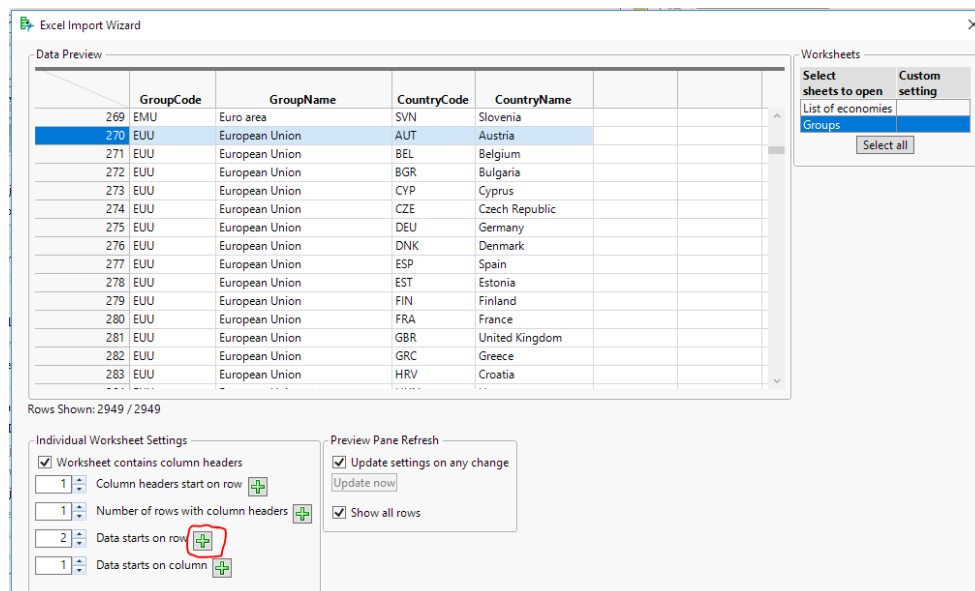 Excel Import Wizard
Data Preview
GroupCode GroupName CountryCode CountryName
269 EMU Euro area SVN Slovenia
270 EUU European Union AUT Austria
271 EUU European Union BEL Belgium
272 EUU European Union BGR Bulgaria
273 EUU European Union CYP Cyprus
274 EUU European Union CZE Czech Republic
275 EUU European Union DEU Germany
276 EUU European Union DNK Denmark
277 EUU European Union ESP Spain
278 EUU European Union EST Estonia
279 EUU European Union FIN Finland
280 EUU European Union FRA France
281 EUU European Union GBR United Kingdom
282 EUU European Union GRC Greece
283 EUU European Union HRV Croatia
Rows Shown: 2949 / 2949
Worksheets
Select Custom
sheets to open setting
List of economies
Groups
Select all
Individual Worksheet Settings
Worksheet contains column headers
1 Column headers start on row
1 Number of rows with column headers
2 Data starts on row
1 Data starts on column
Preview Pane Refresh
Update settings on any change
Update now
Show all rows